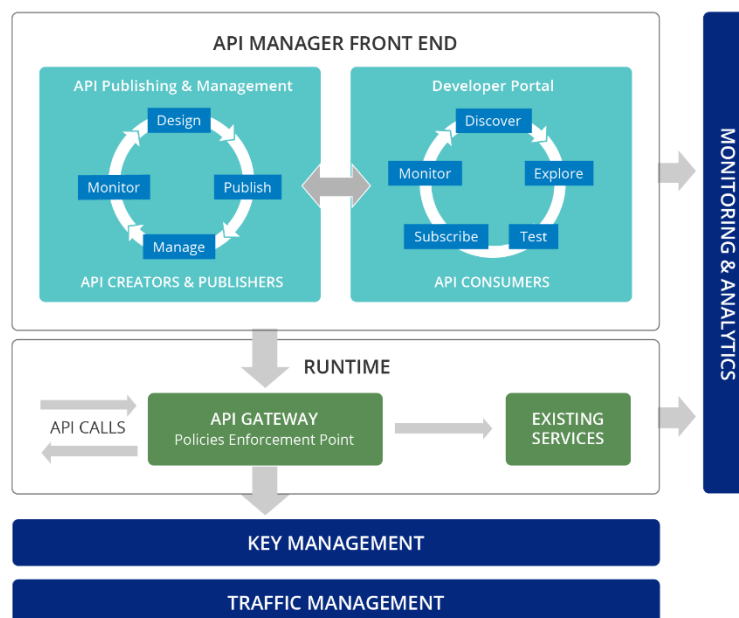 API MANAGER FRONT END
API Publishing & Management
Design
Monitor
Publish
Manage
API CREATORS & PUBLISHERS
Developer Portal
Discover
Monitor
Explore
Subscribe
Test
API CONSUMERS
MONITORING & ANALYTICS
RUNTIME
API CALLS
API GATEWAY
Policies Enforcement Point
EXISTING
SERVICES
KEY MANAGEMENT
TRAFFIC MANAGEMENT